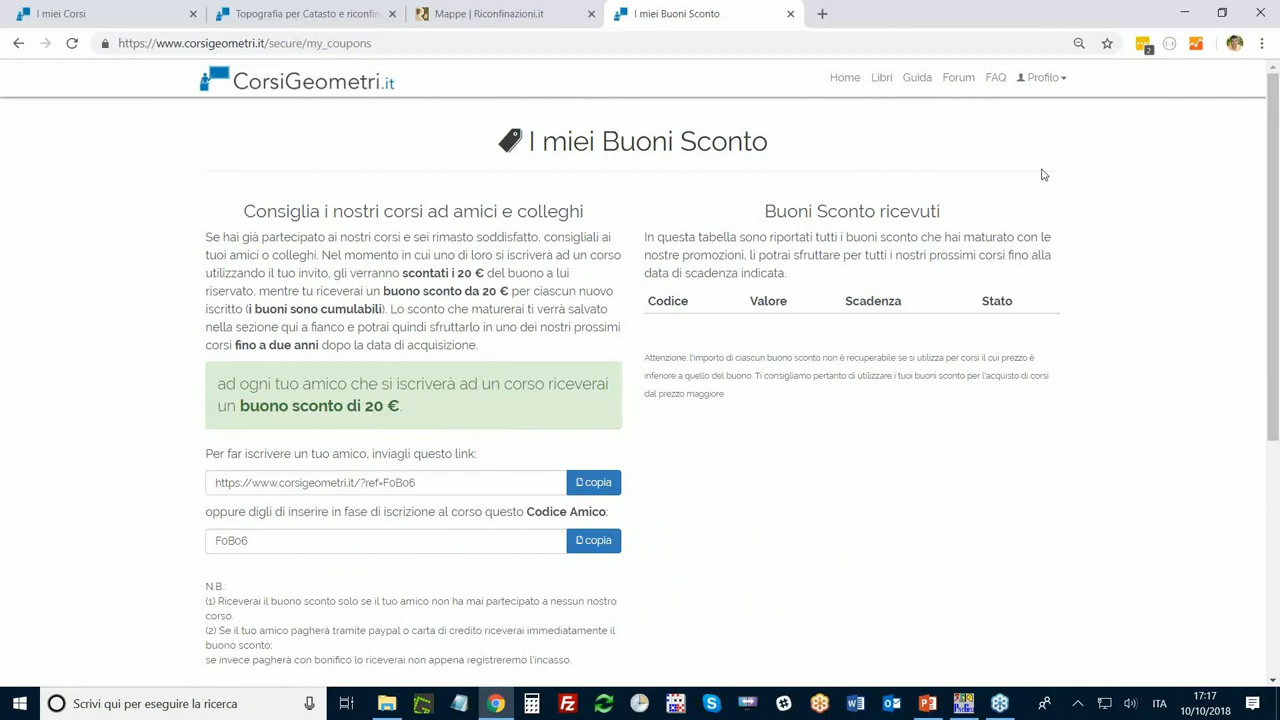 I miei Corsi
Topografia per Catasto e riconfin
Mappe | Riconfinazioni.it
I miei Buoni Sconto
https://www.corsigeometri.it/secure/my_coupons
2
CorsiGeometri.it
Home Libri Guida Forum FAQ Profilo
I miei Buoni Sconto
Consiglia i nostri corsi ad amici e colleghi
Se hai già partecipato ai nostri corsi e sei rimasto soddisfatto, consigliali ai
tuoi amici o colleghi. Nel momento in cui uno di loro si iscriverà ad un corso
utilizzando il tuo invito, gli verranno scontati i 20 € del buono a lui
riservato, mentre tu riceverai un buono sconto da 20 € per ciascun nuovo
iscritto (i buoni sono cumulabili). Lo sconto che maturerai ti verrà salvato
nella sezione qui a fianco e potrai quindi sfruttarlo in uno dei nostri prossimi
corsi fino a due anni dopo la data di acquisizione.
ad ogni tuo amico che si iscriverà ad un corso riceverai
un buono sconto di 20 €.
Per far iscrivere un tuo amico, inviagli questo link:
https://www.corsigeometri.it/?ref=F0B06
copia
oppure digli di inserire in fase di iscrizione al corso questo Codice Amico:
F0B06
copia
N.B.:
(1) Riceverai il buono sconto solo se il tuo amico non ha mai partecipato a nessun nostro
corso.
(2) Se il tuo amico pagherà tramite paypal o carta di credito riceverai immediatamente il
buono sconto;
se invece pagherà con bonifico lo riceverai non appena registreremo l'incasso.
Buoni Sconto ricevuti
In questa tabella sono riportati tutti i buoni sconto che hai maturato con le
nostre promozioni, li potrai sfruttare per tutti i nostri prossimi corsi fino alla
data di scadenza indicata.
Codice Valore Scadenza Stato
Attenzione: l'importo di ciascun buono sconto non è recuperabile se si utilizza per corsi il cui prezzo è
inferiore a quello del buono. Ti consigliamo pertanto di utilizzare i tuoi buoni sconto per l'acquisto di corsi
dal prezzo maggiore.
Scrivi qui per eseguire la ricerca
ITA
17:17
10/10/2018